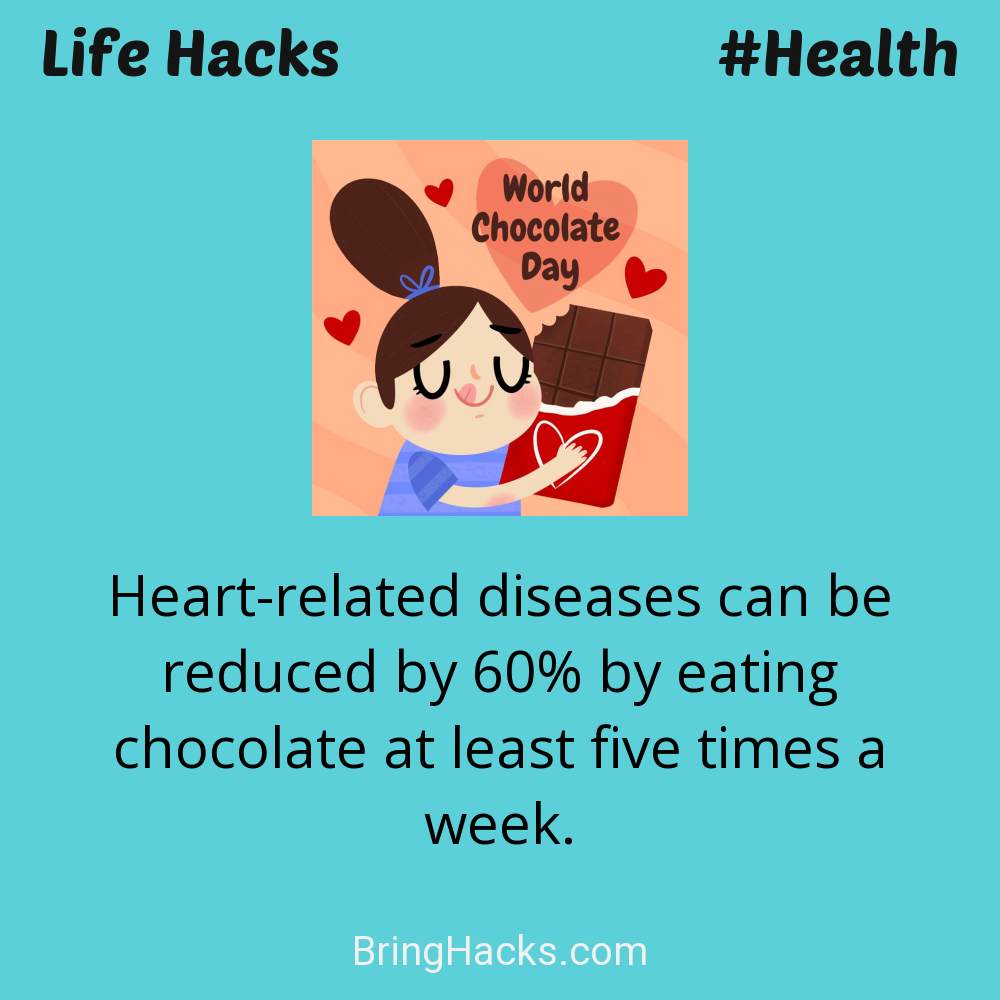 Life Hacks
#Health
World
Chocolate
Day
Heart-related diseases can be
reduced by 60% by eating
chocolate at least five times a
week.
BringHacks.com